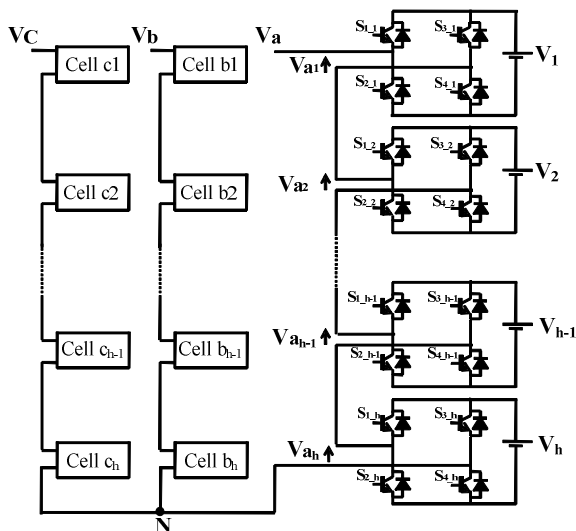 VC Vb Va
Cell c1 Cell b1
S1_1 S3_1
Va1
V1
S2_1 S4_1
S1_2 S3_2
V2
Cell c2 Cell b2
Va2
S2_2 S4_2
S1_h-1 S3_h-1
Vah-1
Vh-1
Cell ch-1 Cell bh-1
S2_h-1 S4_h-1
S1_h S3_h
Cell ch Cell bh
Vah
Vh
S2_h S4_h
N